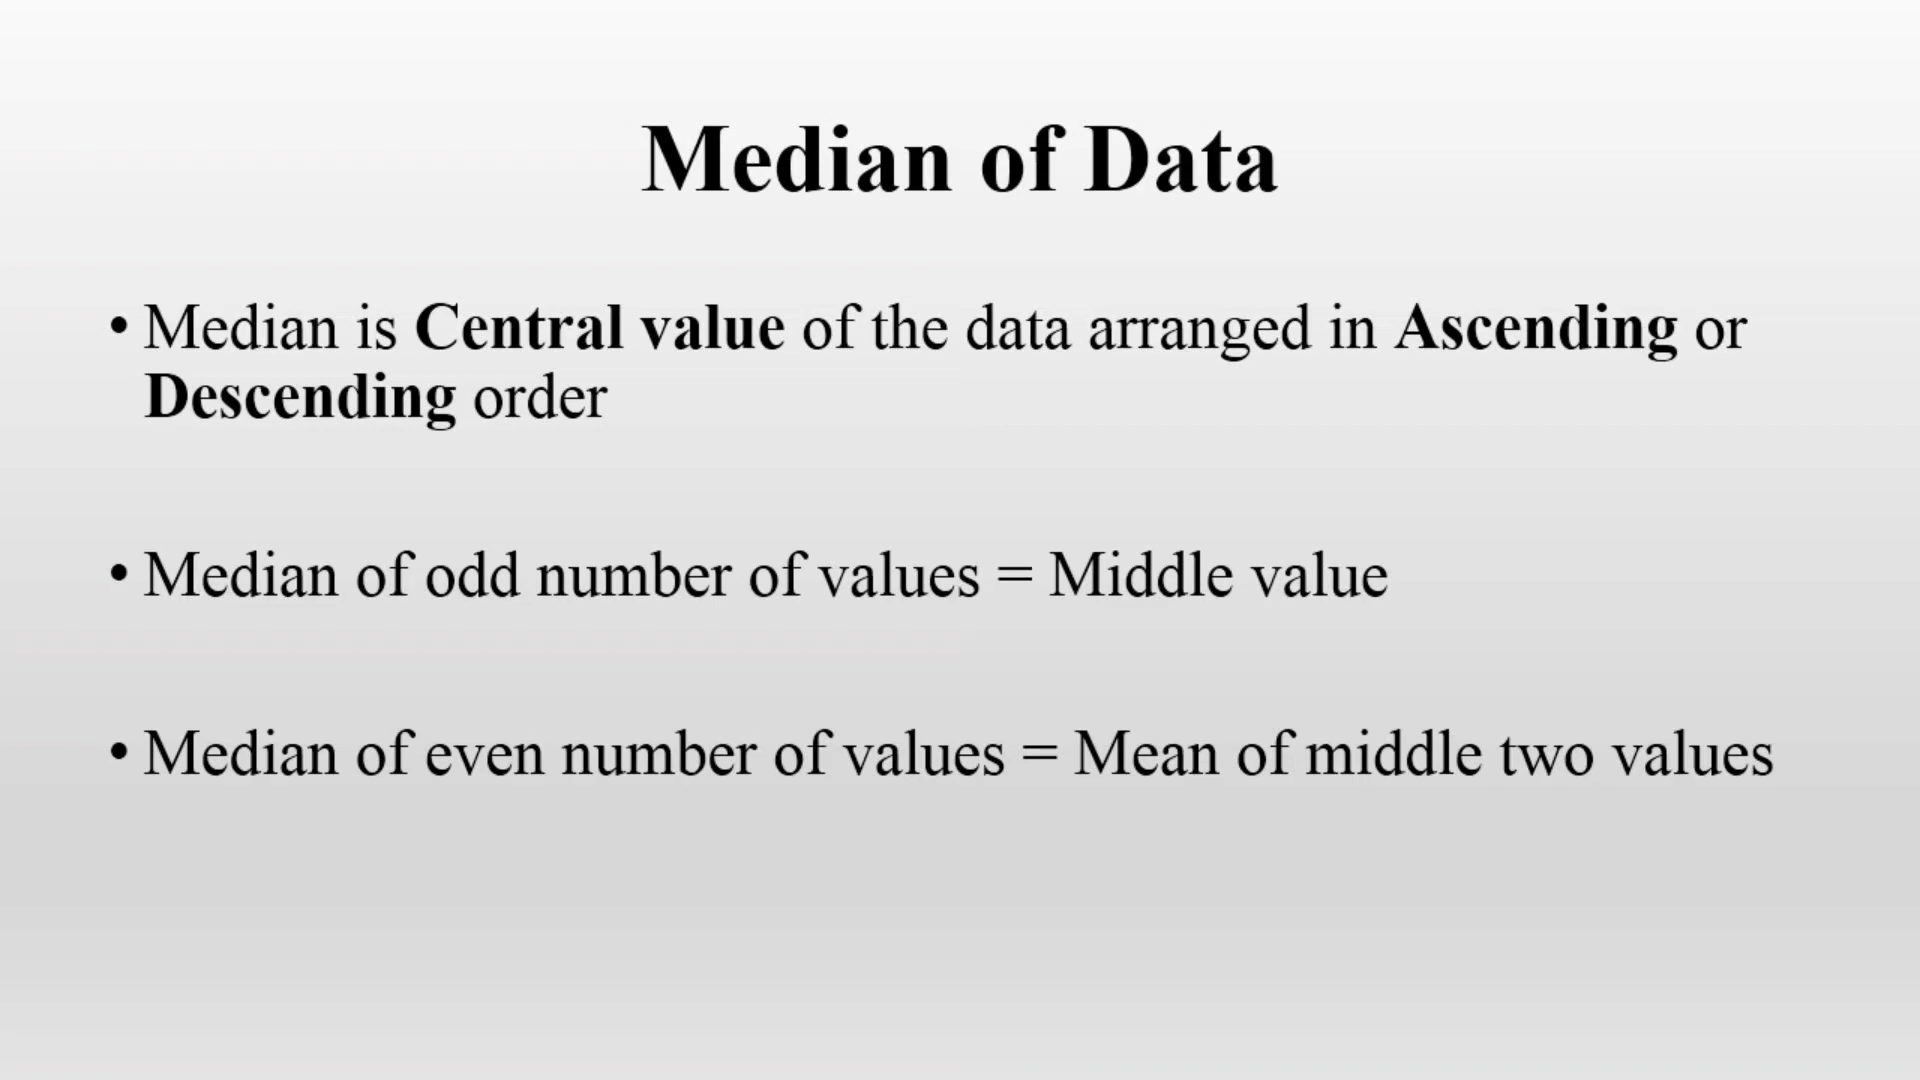 Median of Data
• Median is Central value of the data arranged in Ascending or
Descending order
• Median of odd number of values = Middle value
• Median of even number of values = Mean of middle two values